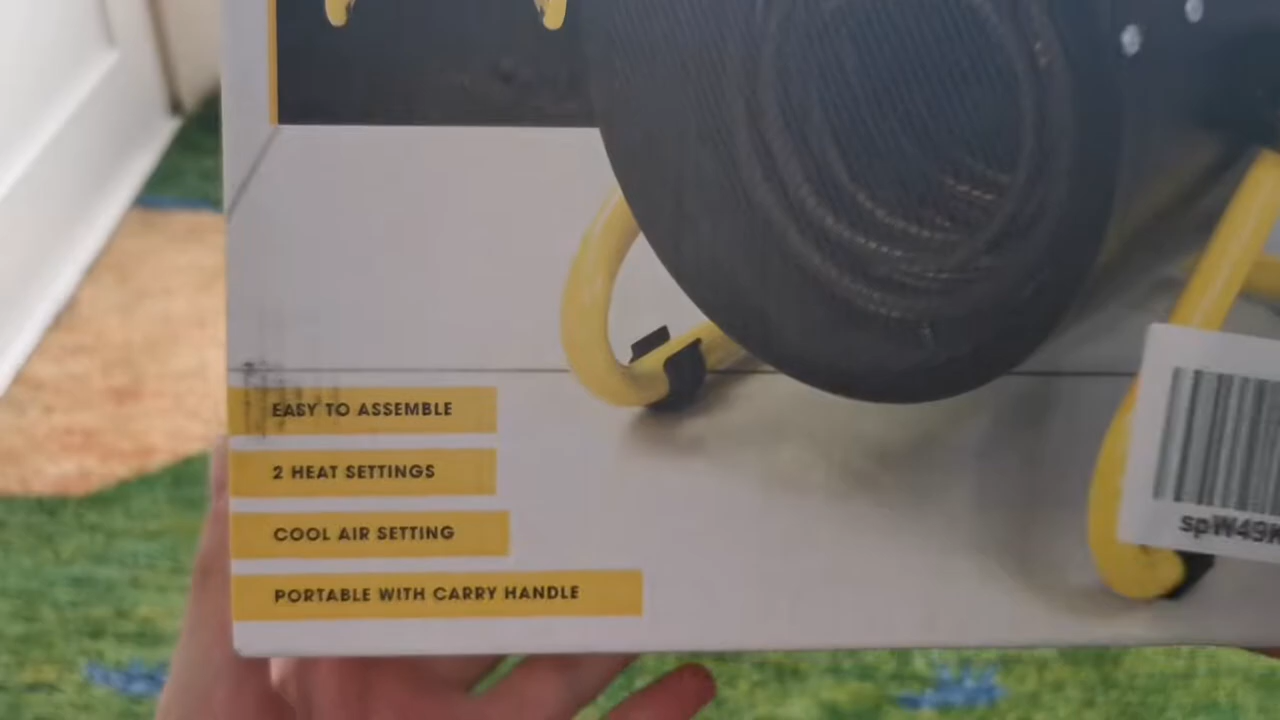 EASY TO ASSEMBLE
2 HEAT SETTINGS
COOL AIR SETTING
PORTABLE WITH CARRY HANDLE